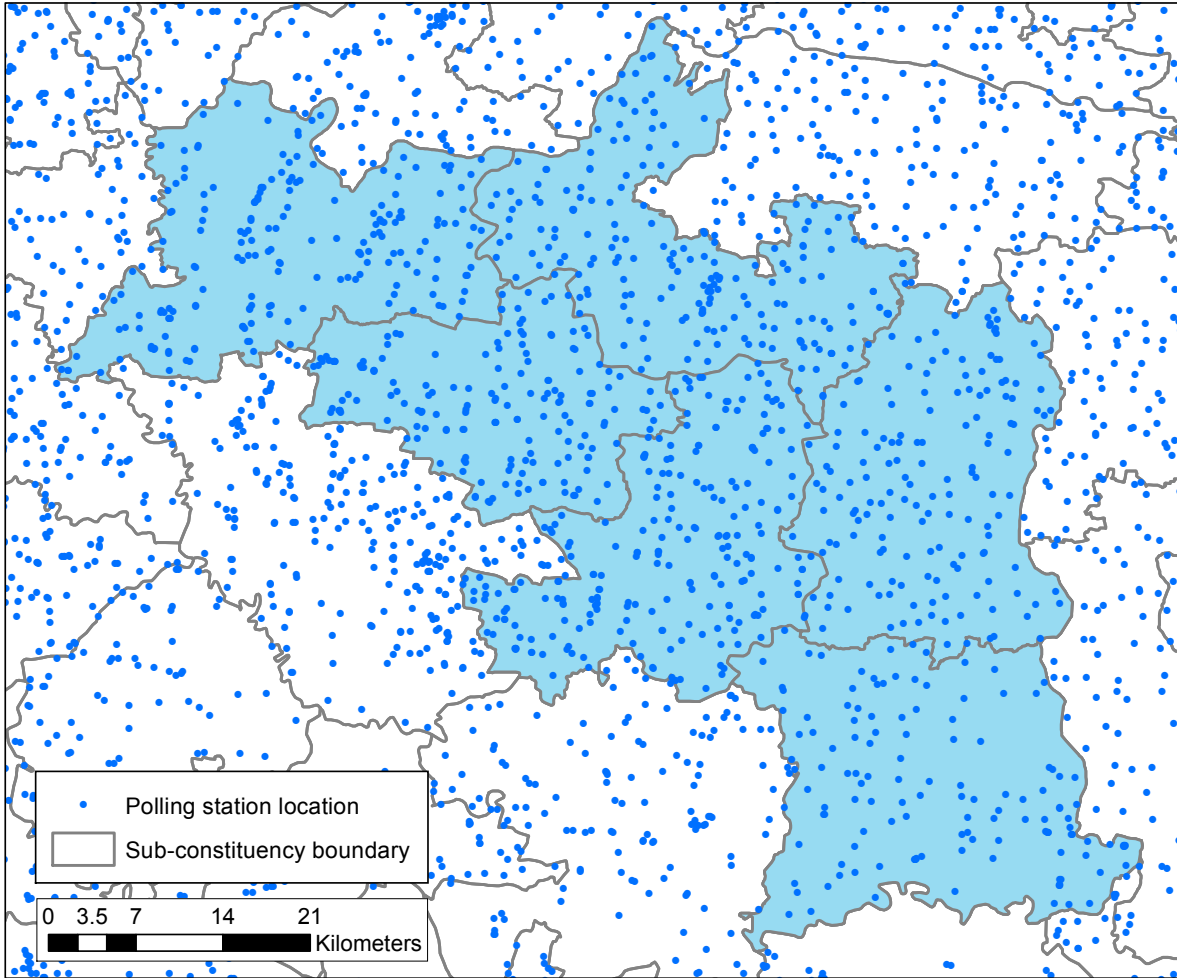 Polling station location
Sub-constituency boundary
0 3.5 7 14 21
Kilometers